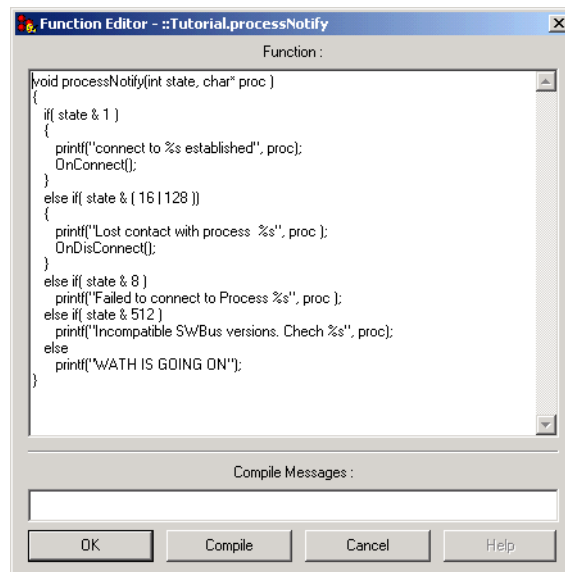 Function Editor - ::Tutorial.processNotify
Function :
void processNotify(int state, char* proc )
{
if( state & 1 )
{
printf("connect to %s established", proc);
OnConnect();
}
else if( state & ( 16 | 128 ))
{
printf("Lost contact with process  %s", proc );
OnDisConnect();
}
else if( state & 8 )
printf("Failed to connect to Process %s", proc );
else if( state & 512 )
printf("Incompatible SWBus versions. Chech %s", proc);
else
printf("WATH IS GOING ON");
}
Compile Messages :
OK Compile Cancel Help